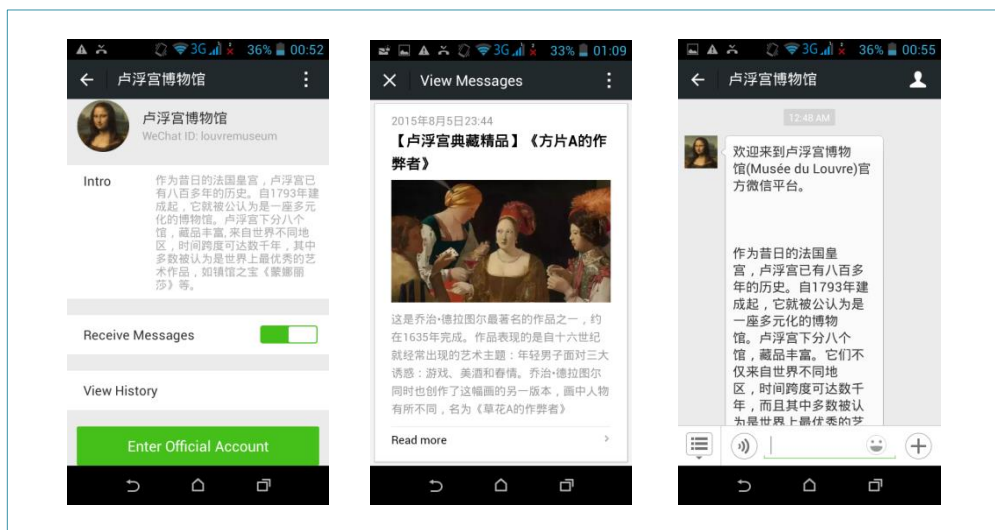 3G 36% 00:52
卢浮宫博物馆
卢浮宫博物馆
WeChat ID: louvremuseum
Intro
作为昔日的法国皇宫，卢浮宫已
有八百多年的历史。自1793年建
成起，它就被公认为是一座多元
化的博物馆。卢浮宫下分八个
馆，藏品丰富,来自世界不同地
区，时间跨度可达数千年，其中
多数被认为是世界上最优秀的艺
术作品，如镇馆之宝《蒙娜丽
莎》等。
Receive Messages
View History
Enter Official Account
3G 33% 01:09
View Messages
2015年8月5日23:44
【卢浮宫典藏精品】《方片A的作
弊者》
这是乔治·德拉图尔最著名的作品之一，约
在1635年完成。作品表现的是自十六世纪
就经常出现的艺术主题：年轻男子面对三大
诱惑：游戏、美酒和春情。乔治·德拉图尔
同时也创作了这幅画的另一版本，画中人物
有所不同，名为《草花A的作弊者》
Read more
3G 36% 00:55
卢浮宫博物馆
12:48 AM
欢迎来到卢浮宫博物
馆(Musée du Louvre)官
方微信平台。
作为昔日的法国皇
宫，卢浮宫已有八百多
年的历史。自1793年建
成起，它就被公认为是
一座多元化的博物
馆。卢浮宫下分八个
馆，藏品丰富。它们不
仅来自世界不同地
区，时间跨度可达数千
年，而且其中多数被认
为是世界上最优秀的艺